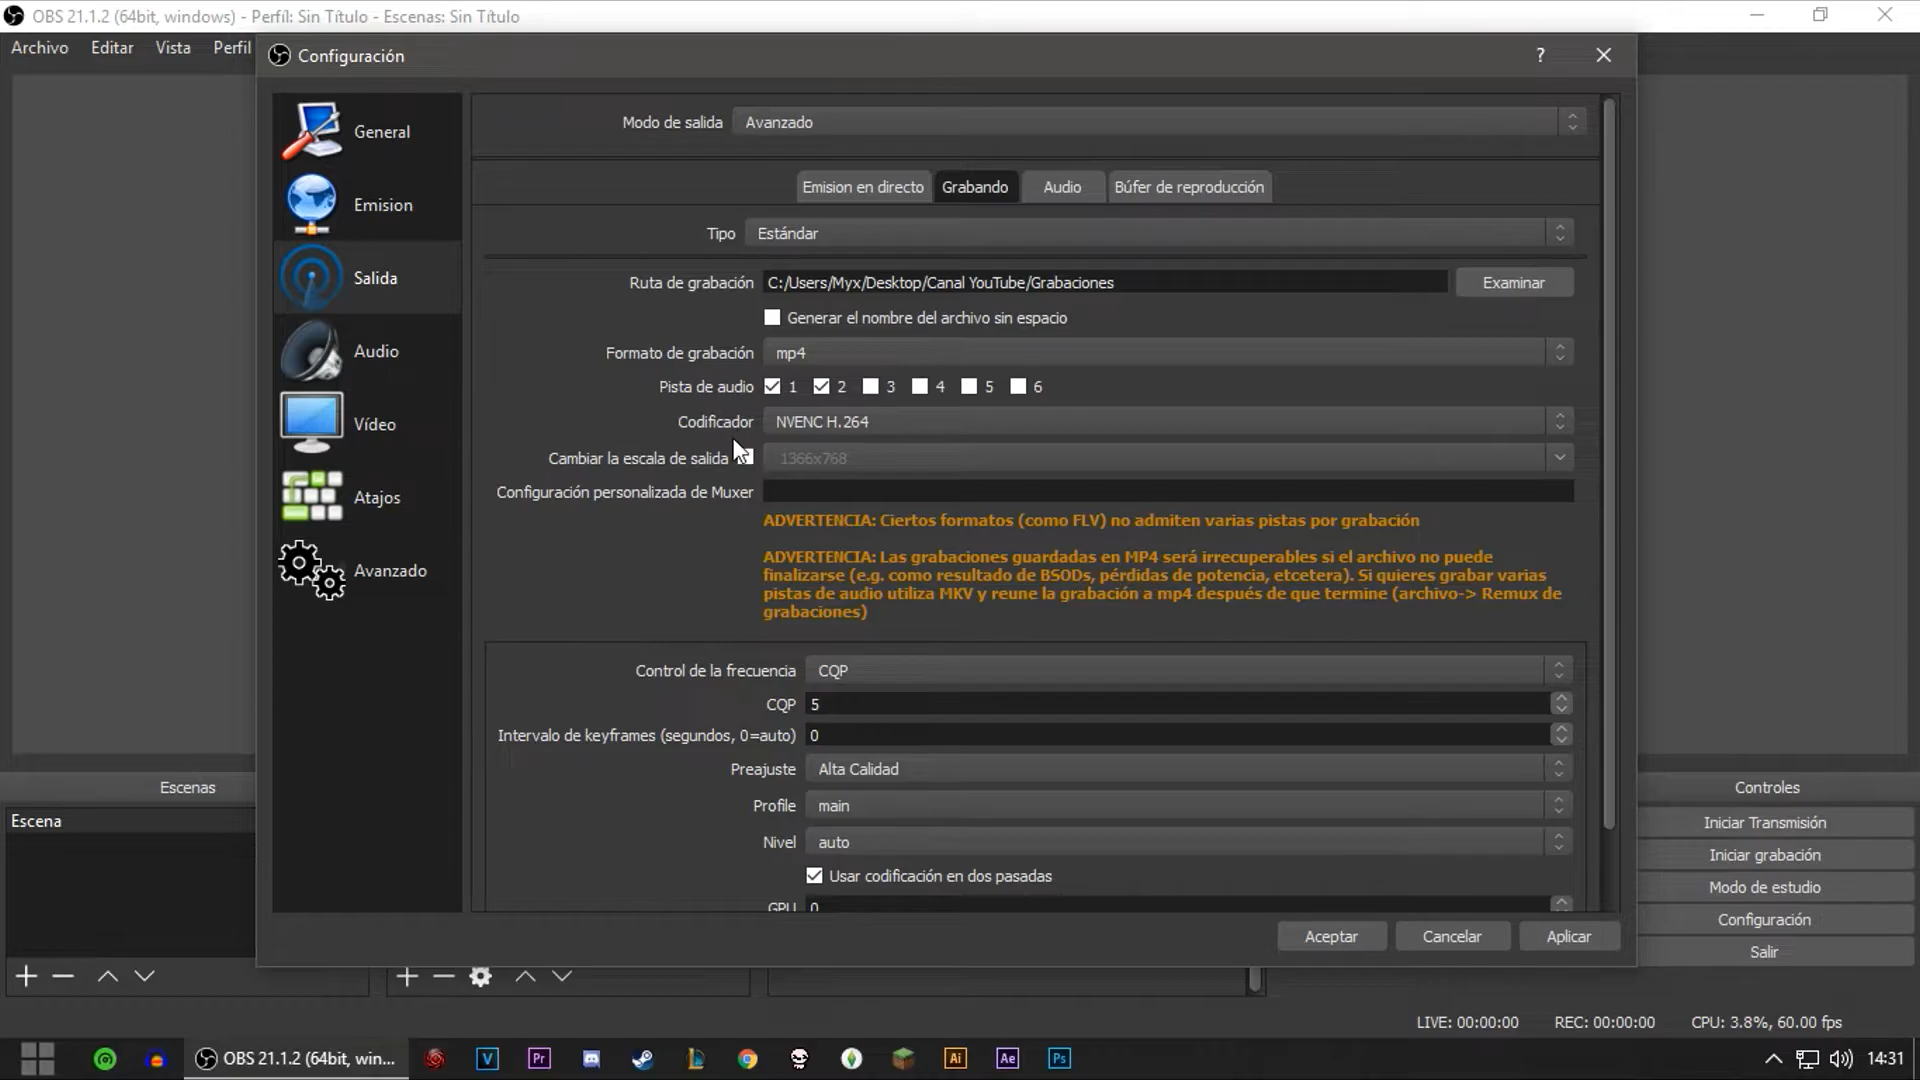 OBS 21.1.2 (64bit, windows) - Perfíl: Sin Título - Escenas: Sin Título
Archivo Editar Vista Perfil
Configuración
?
General
Emision
Salida
Audio
Vídeo
Atajos
Avanzado
Modo de salida Avanzado
Emision en directo Grabando Audio Búfer de reproducción
Tipo Estándar
Ruta de grabación C:/Users/Myx/Desktop/Canal YouTube/Grabaciones Examinar
Generar el nombre del archivo sin espacio
Formato de grabación mp4
Pista de audio 1 2 3 4 5 6
Codificador NVENC H.264
Cambiar la escala de salida 1366x768
Configuración personalizada de Muxer
ADVERTENCIA: Ciertos formatos (como FLV) no admiten varias pistas por grabación
ADVERTENCIA: Las grabaciones guardadas en MP4 será irrecuperables si el archivo no puede
finalizarse (e.g. como resultado de BSODs, pérdidas de potencia, etcetera). Si quieres grabar varias
pistas de audio utiliza MKV y reune la grabación a mp4 después de que termine (archivo-> Remux de
grabaciones)
Control de la frecuencia CQP
CQP 5
Intervalo de keyframes (segundos, 0=auto) 0
Preajuste Alta Calidad
Profile main
Nivel auto
Usar codificación en dos pasadas
GPU 0
Aceptar Cancelar Aplicar
Escenas
Escena
Controles
Iniciar Transmisión
Iniciar grabación
Modo de estudio
Configuración
Salir
LIVE: 00:00:00 REC: 00:00:00 CPU: 3.8%, 60.00 fps
OBS 21.1.2 (64bit, win... V Pr Ai Ae Ps 14:31